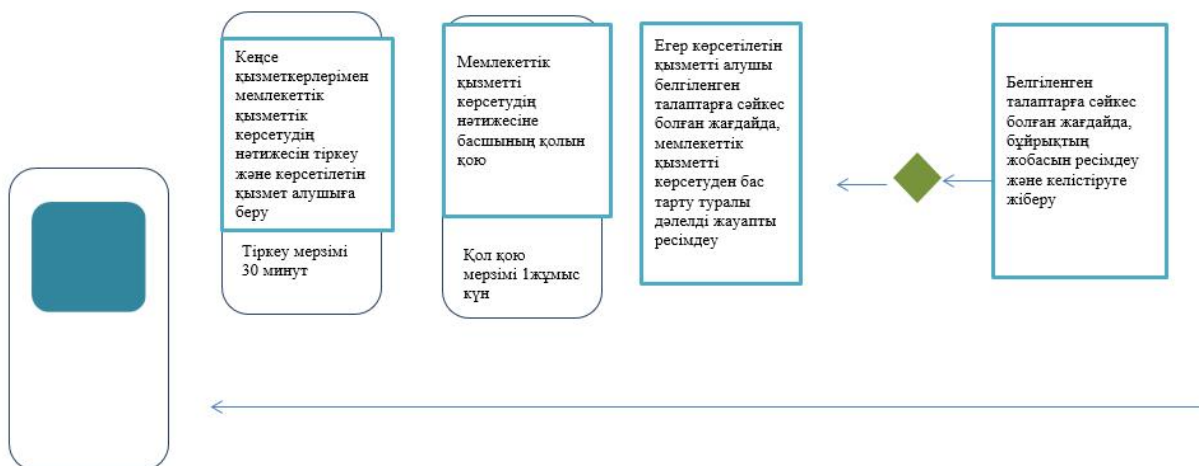 Кеңсе
қызметкерлерімен
мемлекеттік
қызметтік
көрсетудің
нәтижесін тіркеу
және көрсетілетін
қызмет алушыға
беру
Тіркеу мерзімі
30 минут
Мемлекеттік
қызметті
көрсетудің
нәтижесіне
басшының қолын
қою
Қол қою
мерзімі 1жұмыс
күн
Егер көрсетілетін
қызметті алушы
белгіленген
талаптарға сәйкес
болған жағдайда,
мемлекеттік
қызметті
көрсетуден бас
тарту туралы
дәлелді жауапты
ресімдеу
Белгіленген
талаптарға сәйкес
болған жағдайда,
бұйрықтың
жобасын ресімдеу
және келістіруге
жіберу